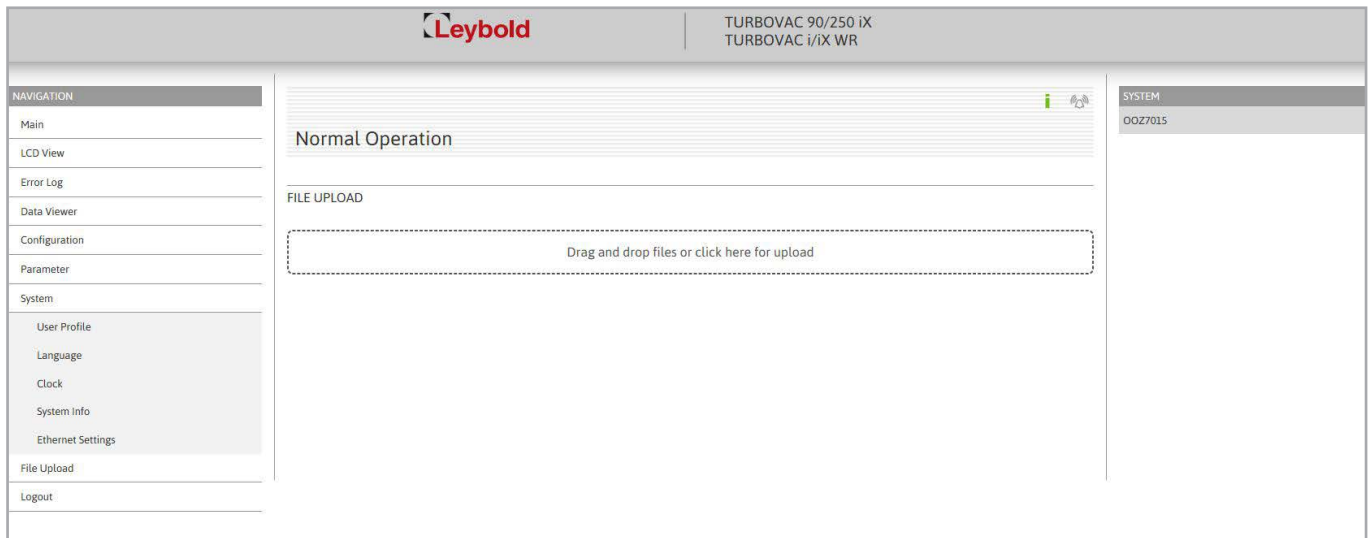 Leybold
TURBOVAC 90/250 iX
TURBOVAC i/iX WR
NAVIGATION
Main
LCD View
Error Log
Data Viewer
Configuration
Parameter
System
User Profile
Language
Clock
System Info
Ethernet Settings
File Upload
Logout
Normal Operation
FILE UPLOAD
Drag and drop files or click here for upload
SYSTEM
OOZ7015